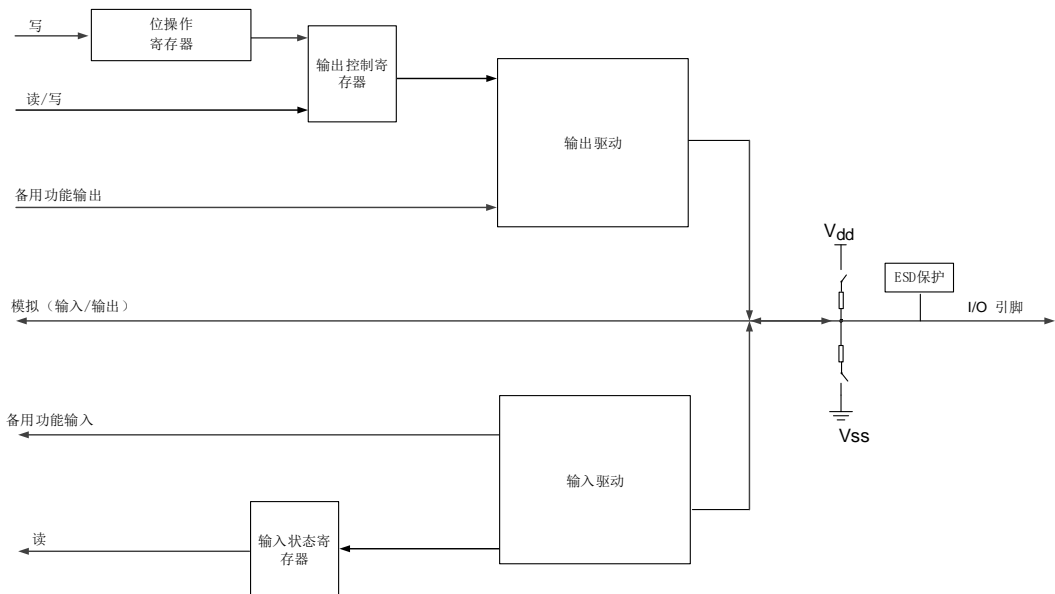 写
位操作
寄存器
输出控制寄
存器
读/写
输出驱动
备用功能输出
Vdd
ESD保护
模拟（输入/输出）
I/O 引脚
备用功能输入
Vss
输入驱动
读
输入状态寄
存器